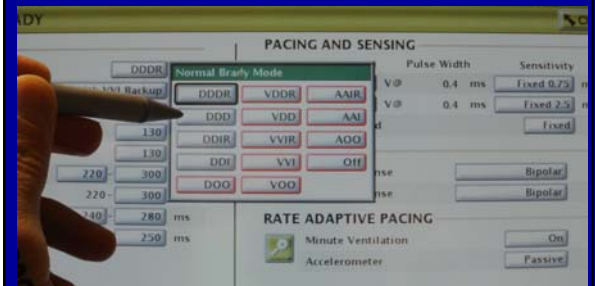 PACING AND SENSING
Pulse Width Sensitivity
DDDR Normal Brady Mode
V@ 0.4 ms Fixed 0.75
VVI Backup DDDR VDDR AAIR
V@ 0.4 ms Fixed 2.5
DDD VDD AAI
130 Fixed
DDIR VVIR AOO
130
DDI VVI Off
220 - 300 Bipolar
DOO VOO
220 - 300 Bipolar
240 - 280 ms RATE ADAPTIVE PACING
250 ms Minute Ventilation On
Accelerometer Passive